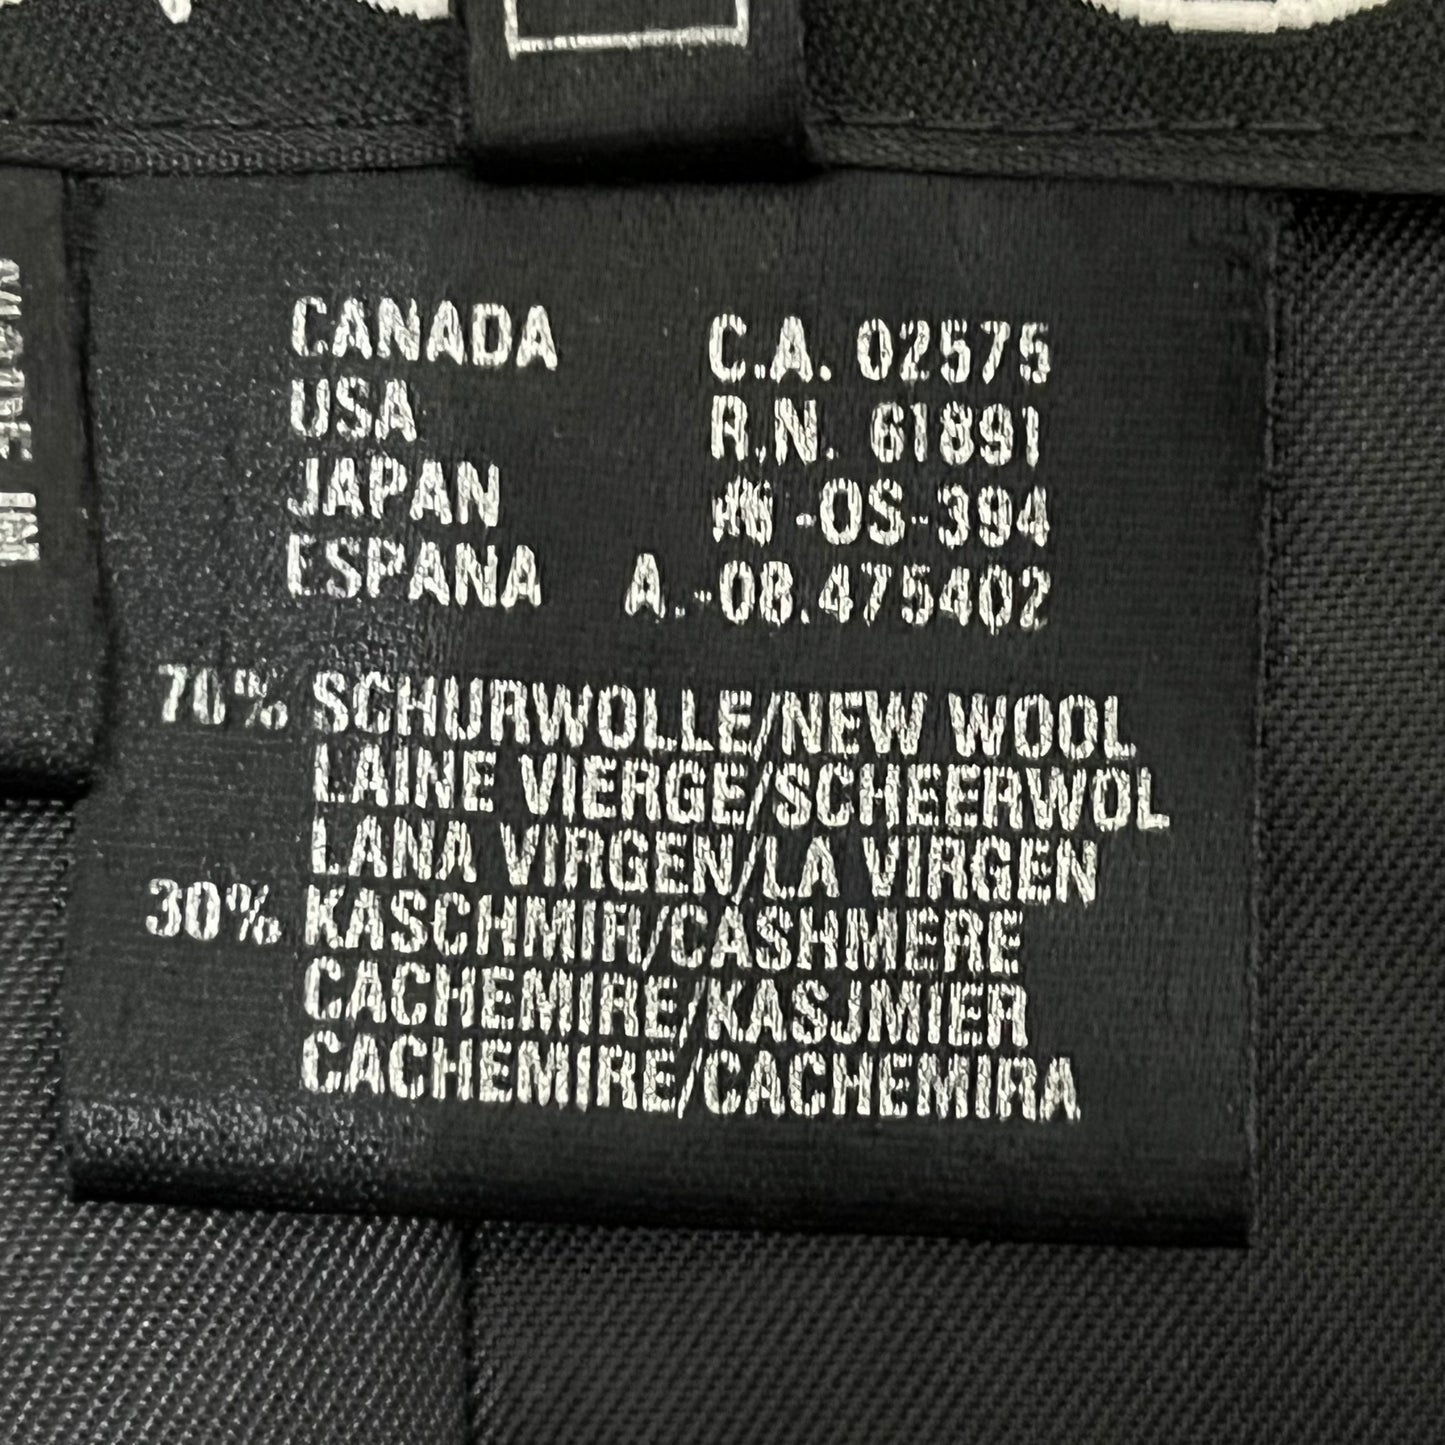 CANADA C.A. 02575
USA R.N. 61891
JAPAN -OS-394
ESPANA A.-08.475402
70% SCHURWOLLE/NEW WOOL
LAINE VIERGE/SCHEERWOL
LANA VIRGEN/LA VIRGEN
30% KASCHMIR/CASHMERE
CACHEMIRE/KASJMIER
CACHEMIRE/CACHEMIRA
IN